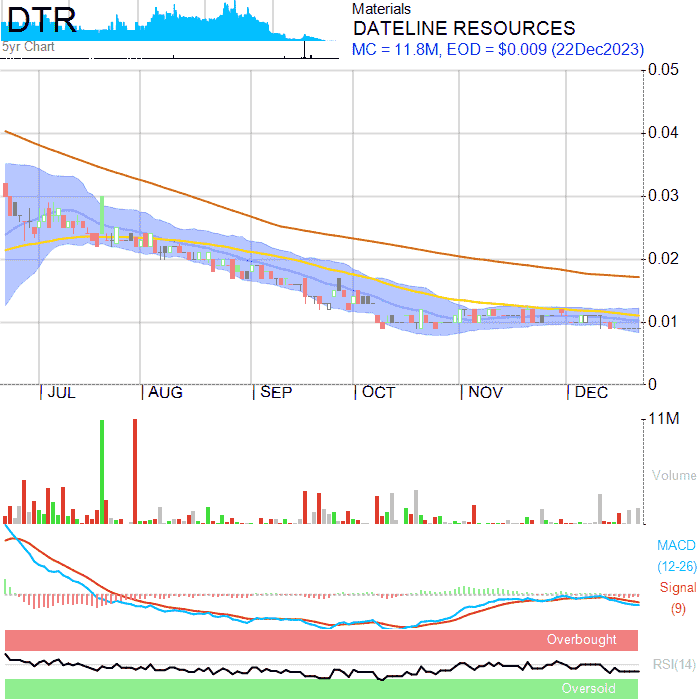 DTR
5yr Chart
Materials
DATELINE RESOURCES
MC = 11.8M, EOD = $0.009 (22Dec2023)
0.05
0.04
0.03
0.02
0.01
0
JUL AUG SEP OCT NOV DEC
11M
Volume
MACD
(12-26)
Signal
(9)
Overbought
RSI(14)
Oversold